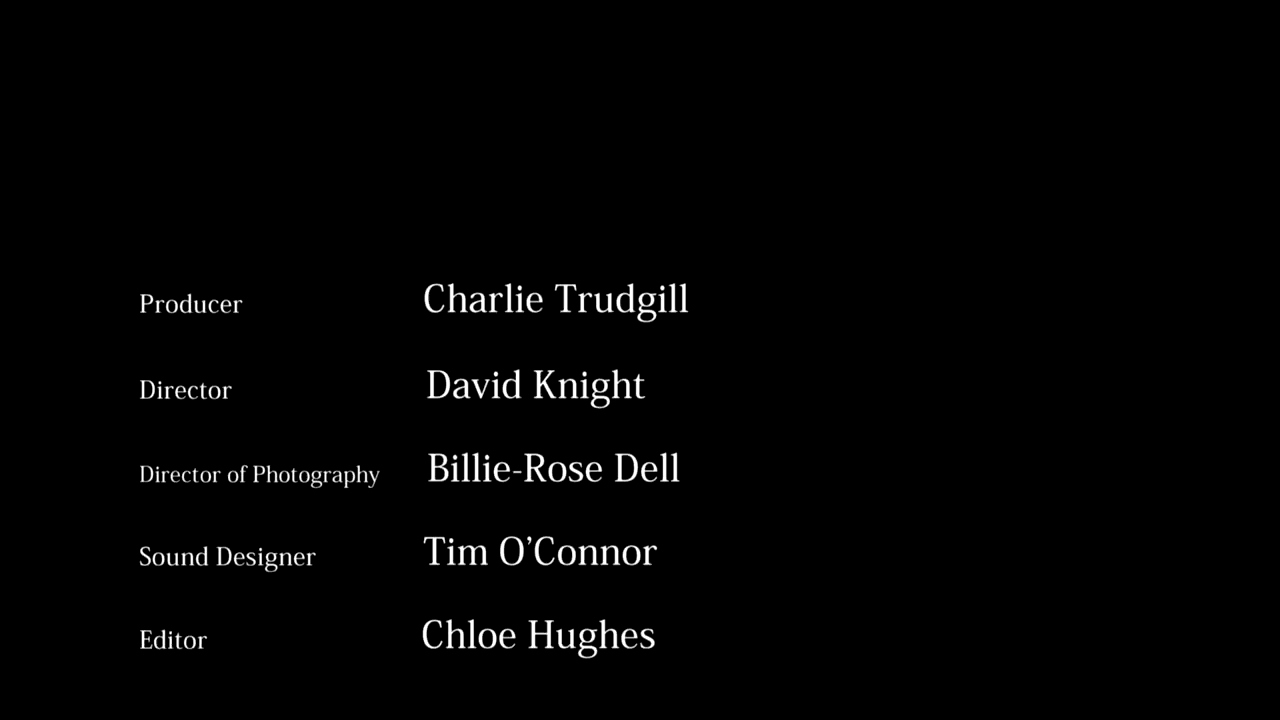 Producer Charlie Trudgill
Director David Knight
Director of Photography Billie-Rose Dell
Sound Designer Tim O’Connor
Editor Chloe Hughes